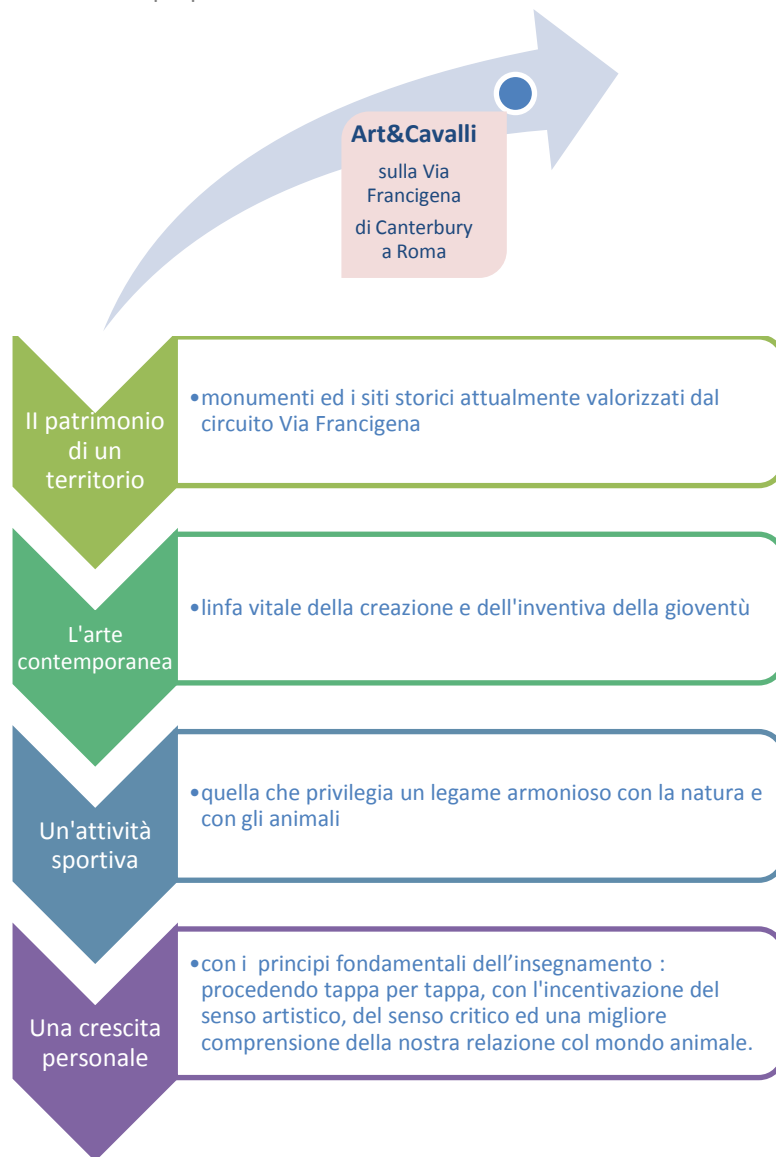 Art&Cavalli
sulla Via
Francigena
di Canterbury
a Roma
Il patrimonio
di un
territorio
•monumenti ed i siti storici attualmente valorizzati dal
circuito Via Francigena
L'arte
contemporanea
•linfa vitale della creazione e dell'inventiva della gioventù
Un'attività
sportiva
•quella che privilegia un legame armonioso con la natura e
con gli animali
Una crescita
personale
•con i  principi fondamentali dell’insegnamento :
procedendo tappa per tappa, con l'incentivazione del
senso artistico, del senso critico ed una migliore
comprensione della nostra relazione col mondo animale.